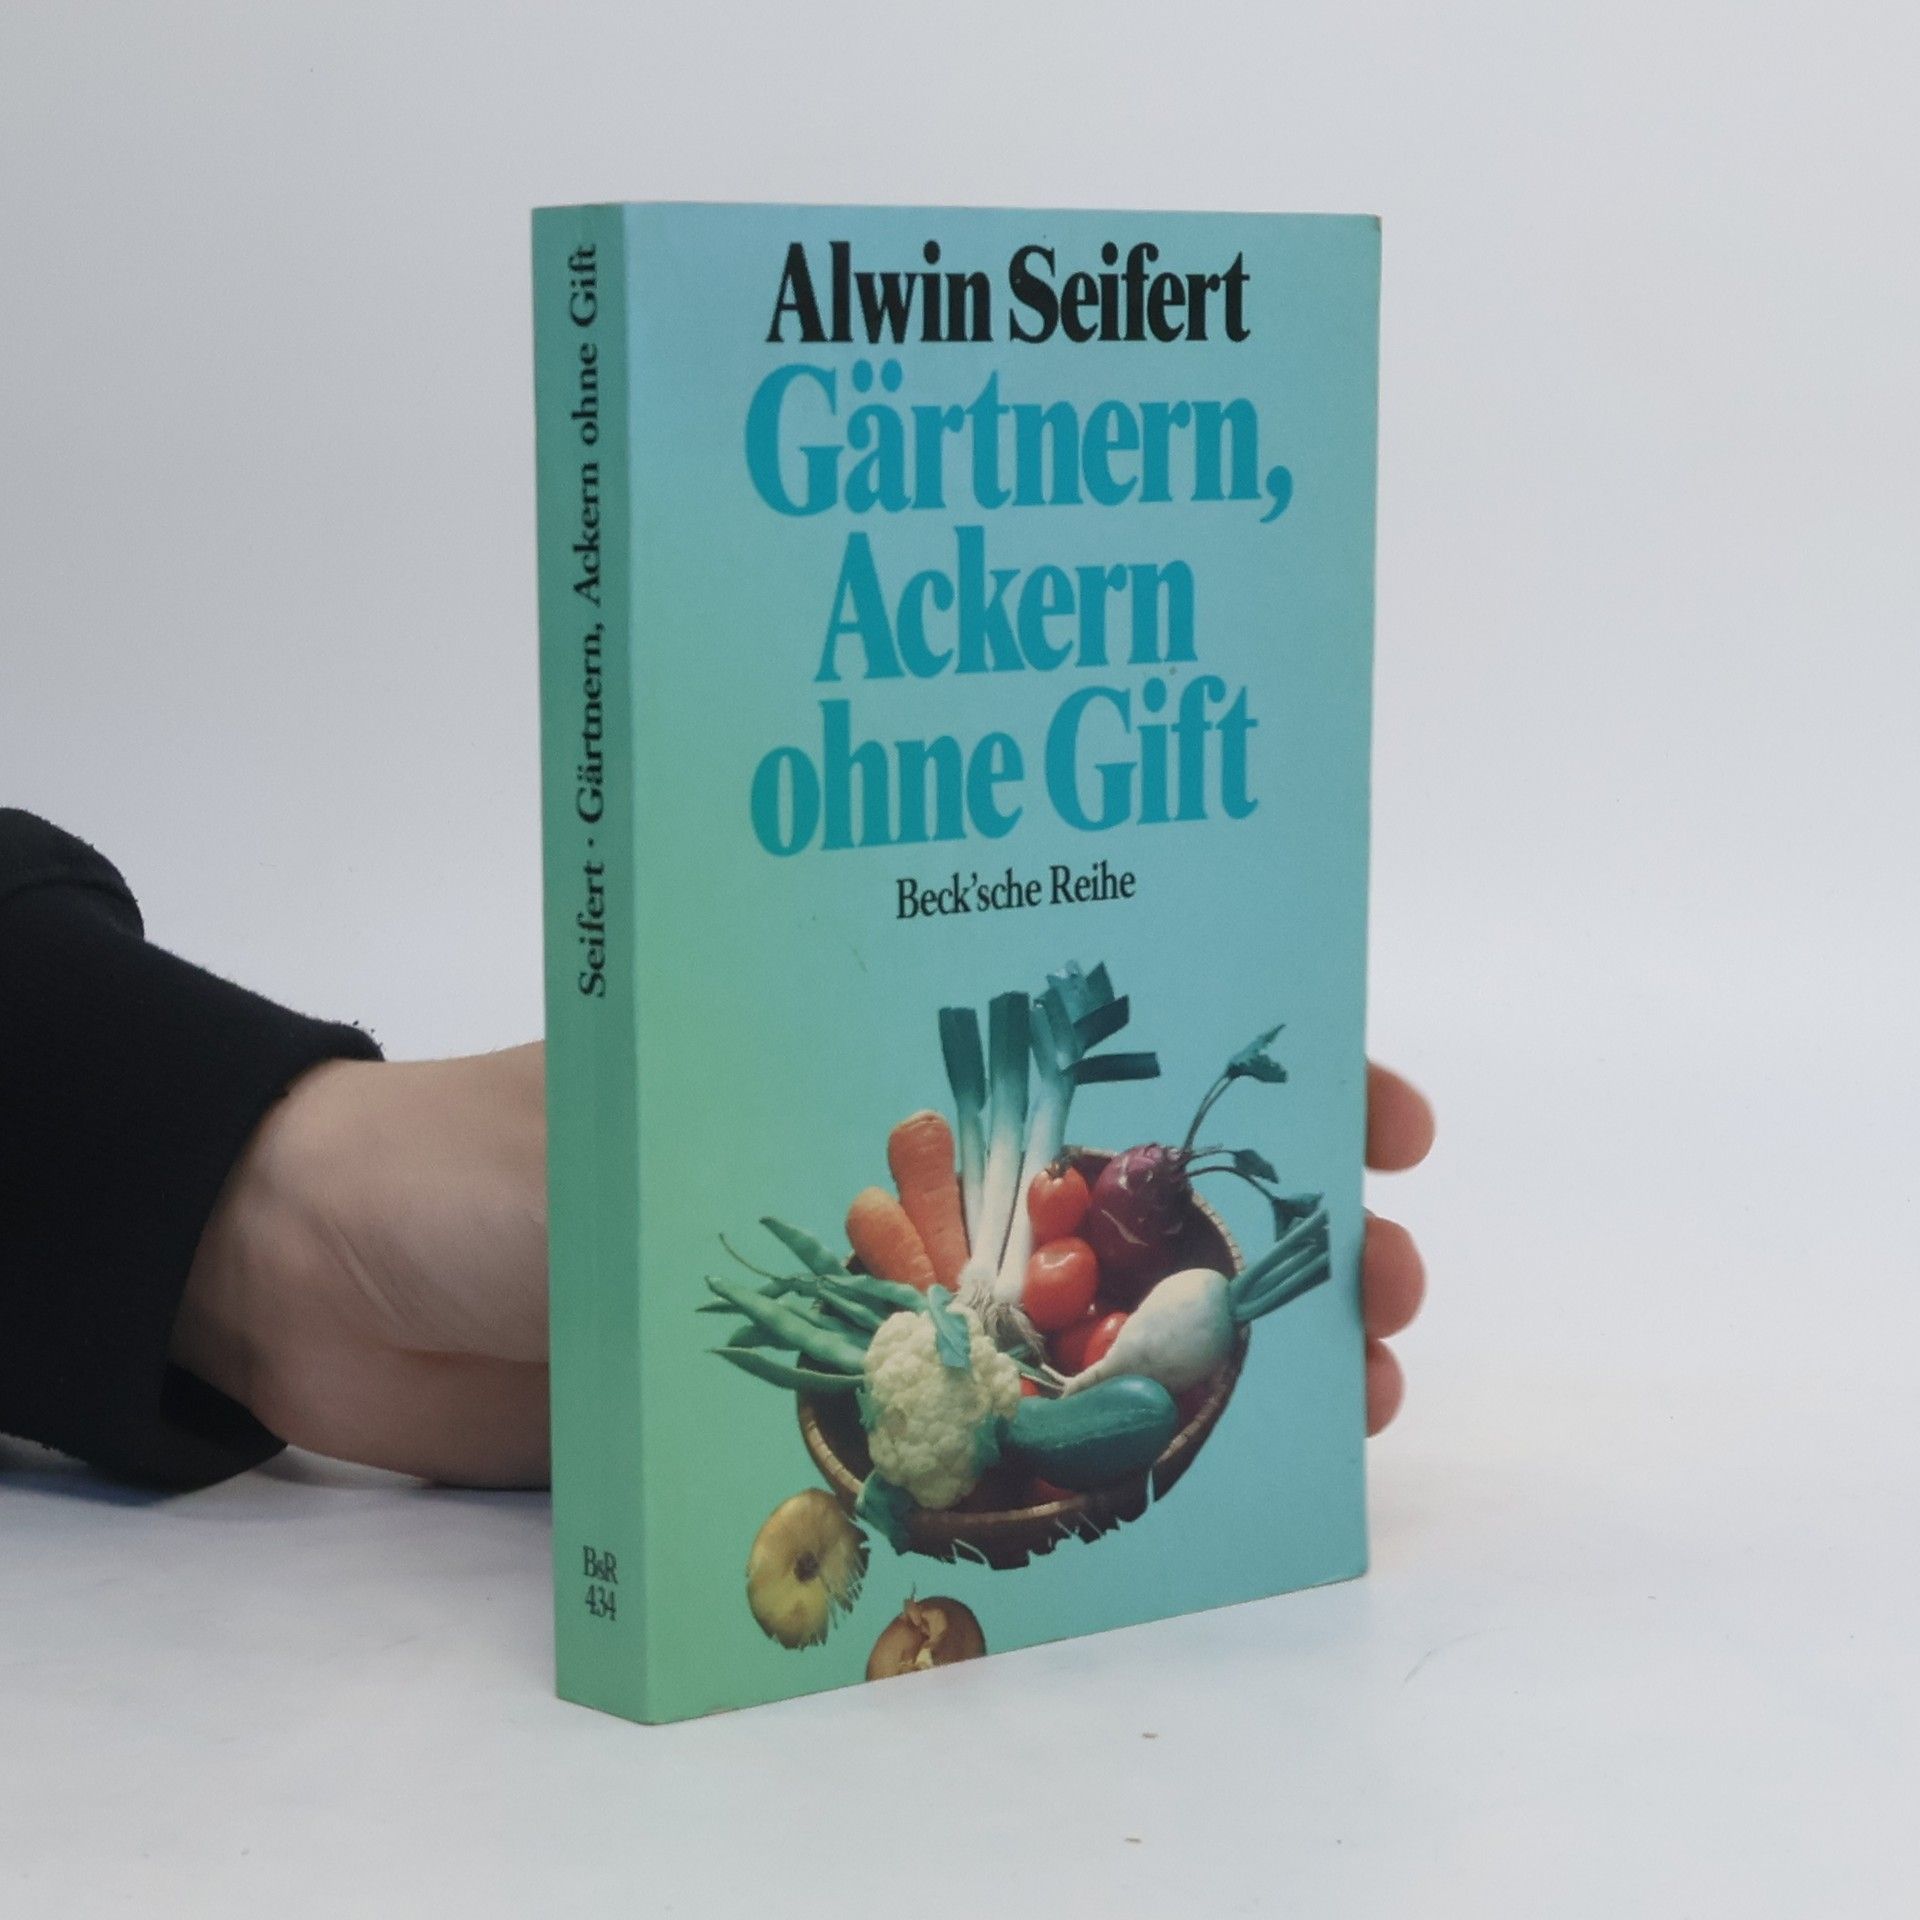 Alwin Seifert
Gärtnern,
Ackern
ohne Gift
Beck'sche Reihe
Seifert · Gärtnern, Ackern ohne Gift
BsR
434